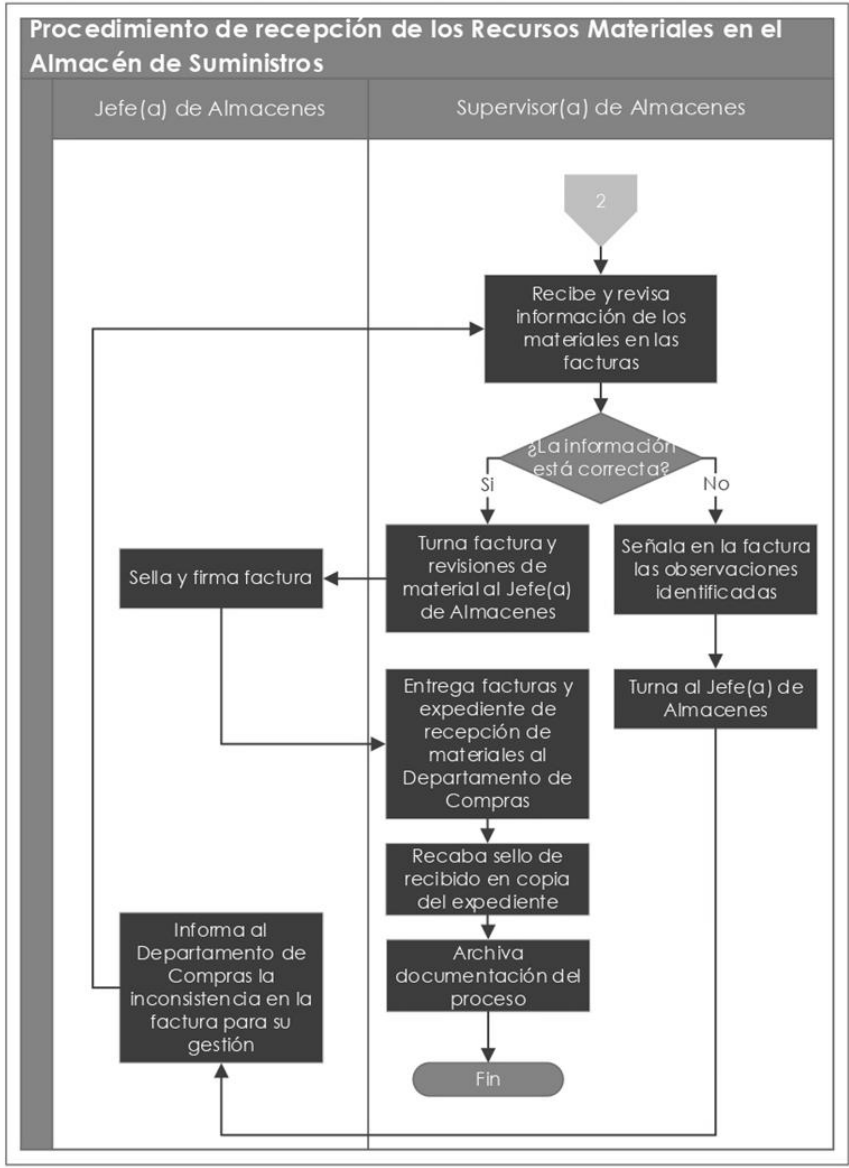 Procedimiento de recepción de los Recursos Materiales en el
Almacén de Suministros
Jefe(a) de Almacenes
Supervisor(a) de Almacenes
2
Recibe y revisa
información de los
materiales en las
facturas
¿La información
está correcta?
Si
No
Sella y firma factura
Turna factura y
revisiones de
material al Jefe(a)
de Almacenes
Señala en la factura
las observaciones
identificadas
Entrega facturas y
expediente de
recepción de
materiales al
Departamento de
Compras
Turna al Jefe(a) de
Almacenes
Recaba sello de
recibido en copia
del expediente
Informa al
Departamento de
Compras la
inconsistencia en la
factura para su
gestión
Archiva
documentación del
proceso
Fin